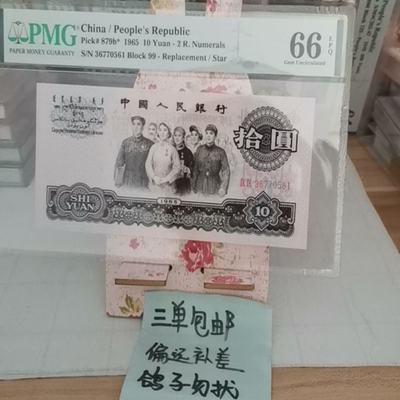 PMG
PAPER MONEY GUARANTY
China / People's Republic
Pick# 879b* 1965 10 Yuan - 2 R. Numerals
S/N 36770561 Block 99 - Replacement / Star
66 EPQ
Gem Uncirculated
中國人民銀行
拾圓
ⅡⅡ 36770561
SHI
YUAN
1965
10
三单包邮
偏远补差
鸽子勿扰